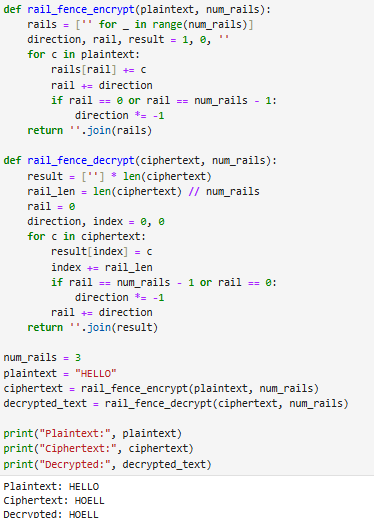 def rail_fence_encrypt(plaintext, num_rails):
    rails = ['' for _ in range(num_rails)]
    direction, rail, result = 1, 0, ''
    for c in plaintext:
        rails[rail] += c
        rail += direction
        if rail == 0 or rail == num_rails - 1:
            direction *= -1
    return ''.join(rails)

def rail_fence_decrypt(ciphertext, num_rails):
    result = [''] * len(ciphertext)
    rail_len = len(ciphertext) // num_rails
    rail = 0
    direction, index = 0, 0
    for c in ciphertext:
        result[index] = c
        index += rail_len
        if rail == num_rails - 1 or rail == 0:
            direction *= -1
        rail += direction
    return ''.join(result)

num_rails = 3
plaintext = "HELLO"
ciphertext = rail_fence_encrypt(plaintext, num_rails)
decrypted_text = rail_fence_decrypt(ciphertext, num_rails)

print("Plaintext:", plaintext)
print("Ciphertext:", ciphertext)
print("Decrypted:", decrypted_text)

Plaintext: HELLO
Ciphertext: HOELL
Decrypted: HOELL